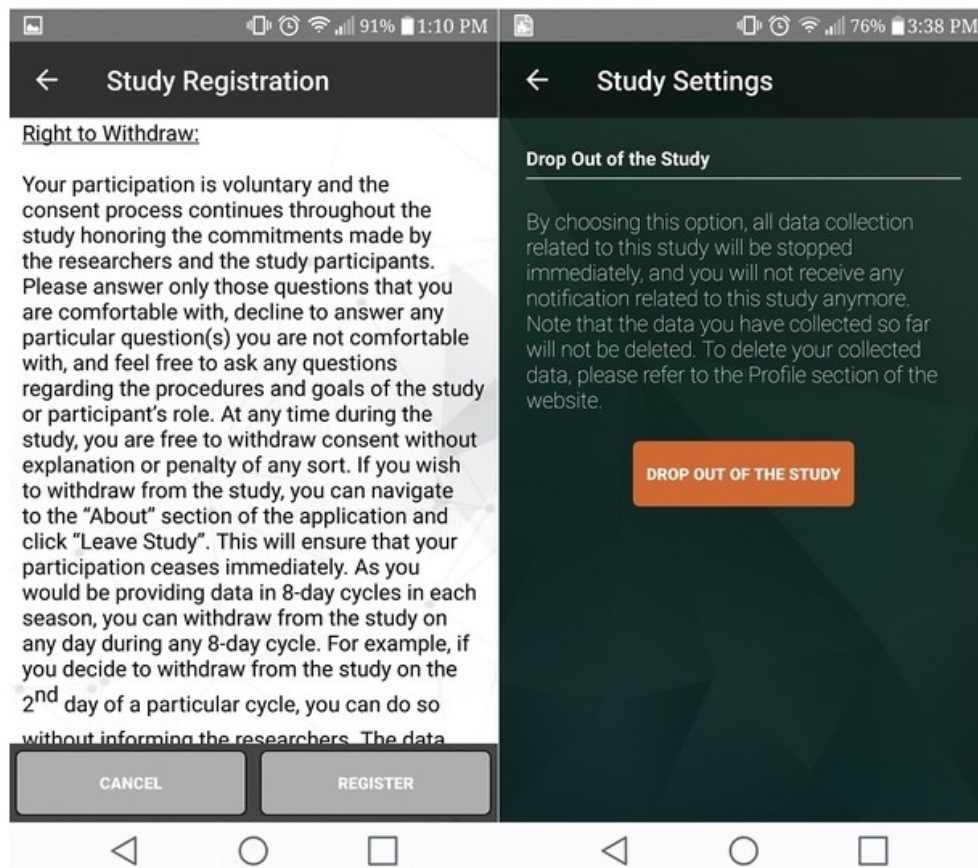 91% 1:10 PM
Study Registration
Right to Withdraw:
Your participation is voluntary and the
consent process continues throughout the
study honoring the commitments made by
the researchers and the study participants.
Please answer only those questions that you
are comfortable with, decline to answer any
particular question(s) you are not comfortable
with, and feel free to ask any questions
regarding the procedures and goals of the study
or participant's role. At any time during the
study, you are free to withdraw consent without
explanation or penalty of any sort. If you wish
to withdraw from the study, you can navigate
to the “About” section of the application and
click “Leave Study”. This will ensure that your
participation ceases immediately. As you
would be providing data in 8-day cycles in each
season, you can withdraw from the study on
any day during any 8-day cycle. For example, if
you decide to withdraw from the study on the
2nd day of a particular cycle, you can do so
without informing the researchers. The data
CANCEL
REGISTER
76% 3:38 PM
Study Settings
Drop Out of the Study
By choosing this option, all data collection
related to this study will be stopped
immediately, and you will not receive any
notification related to this study anymore.
Note that the data you have collected so far
will not be deleted. To delete your collected
data, please refer to the Profile section of the
website.
DROP OUT OF THE STUDY